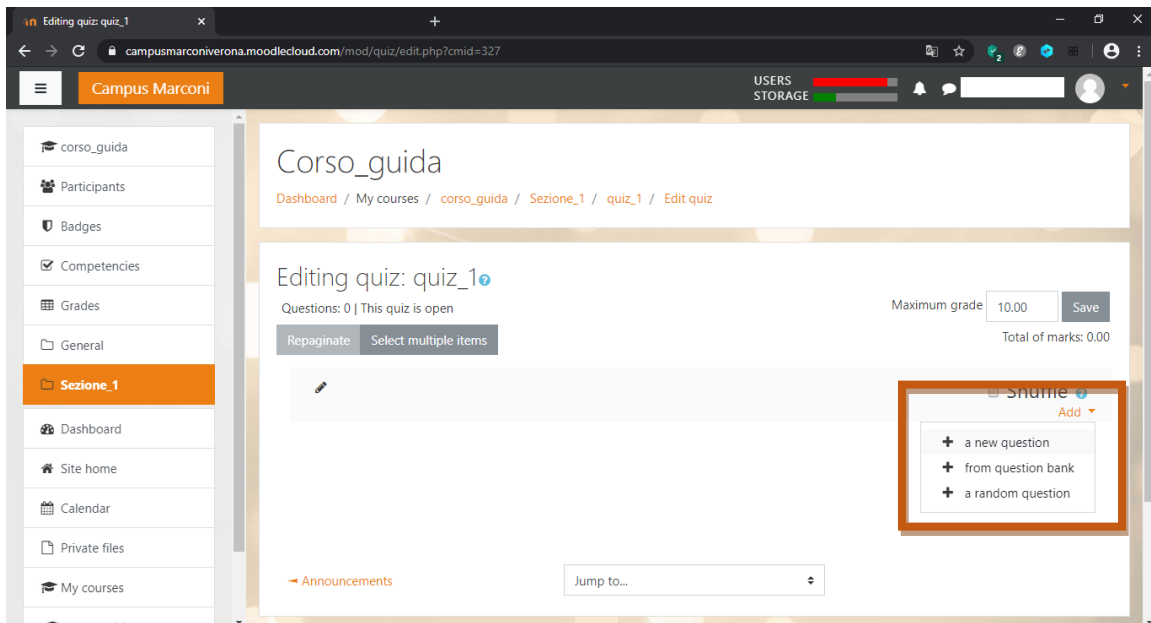 Editing quiz: quiz_1
campusmarconiverona.moodlecloud.com/mod/quiz/edit.php?cmid=327
Campus Marconi
USERS
STORAGE
corso_guida
Participants
Badges
Competencies
Grades
General
Sezione_1
Dashboard
Site home
Calendar
Private files
My courses
Corso_guida
Dashboard / My courses / corso_guida / Sezione_1 / quiz_1 / Edit quiz
Editing quiz: quiz_1
Questions: 0 | This quiz is open
Maximum grade 10.00 Save
Repaginate Select multiple items
Total of marks: 0.00
Shuffle
Add
a new question
from question bank
a random question
Announcements
Jump to...